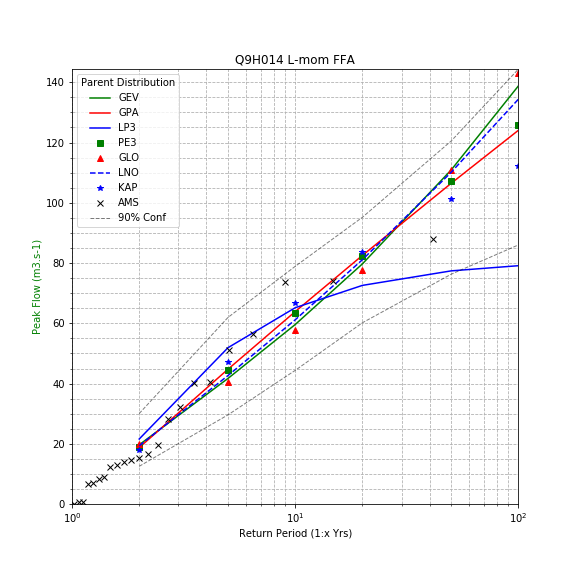 Q9H014 L-mom FFA
Parent Distribution
GEV
GPA
LP3
PE3
GLO
LNO
KAP
AMS
90% Conf
140
120
100
80
60
40
20
0
Peak Flow (m3.s-1)
10^0
10^1
10^2
Return Period (1:x Yrs)